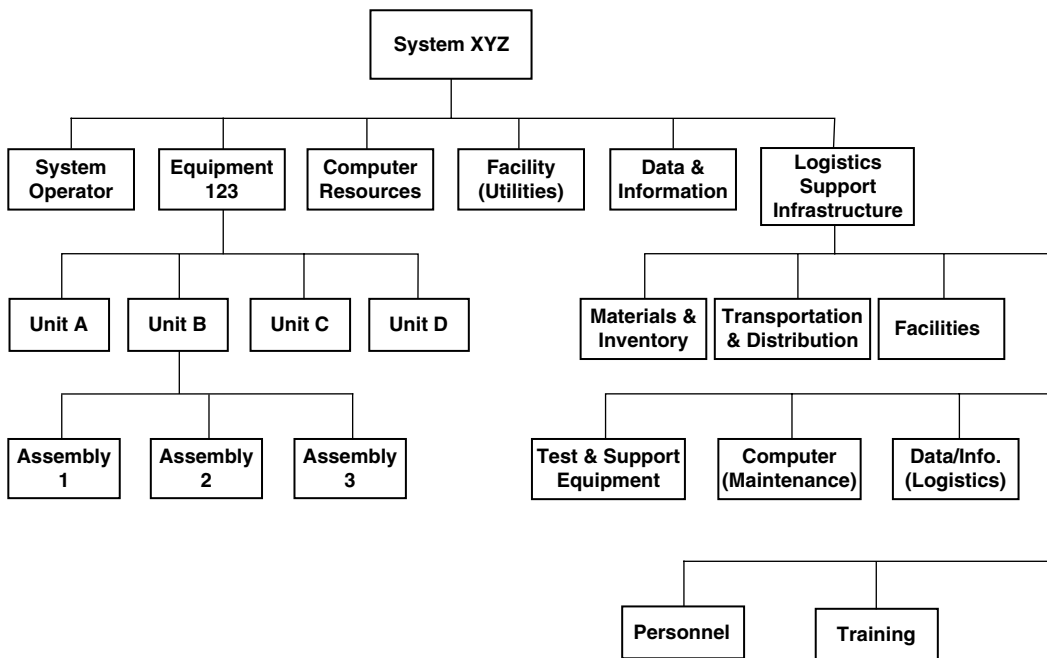 System XYZ
System
Operator
Equipment
123
Computer
Resources
Facility
(Utilities)
Data &
Information
Logistics
Support
Infrastructure
Unit A
Unit B
Unit C
Unit D
Materials &
Inventory
Transportation
& Distribution
Facilities
Assembly
1
Assembly
2
Assembly
3
Test & Support
Equipment
Computer
(Maintenance)
Data/Info.
(Logistics)
Personnel
Training